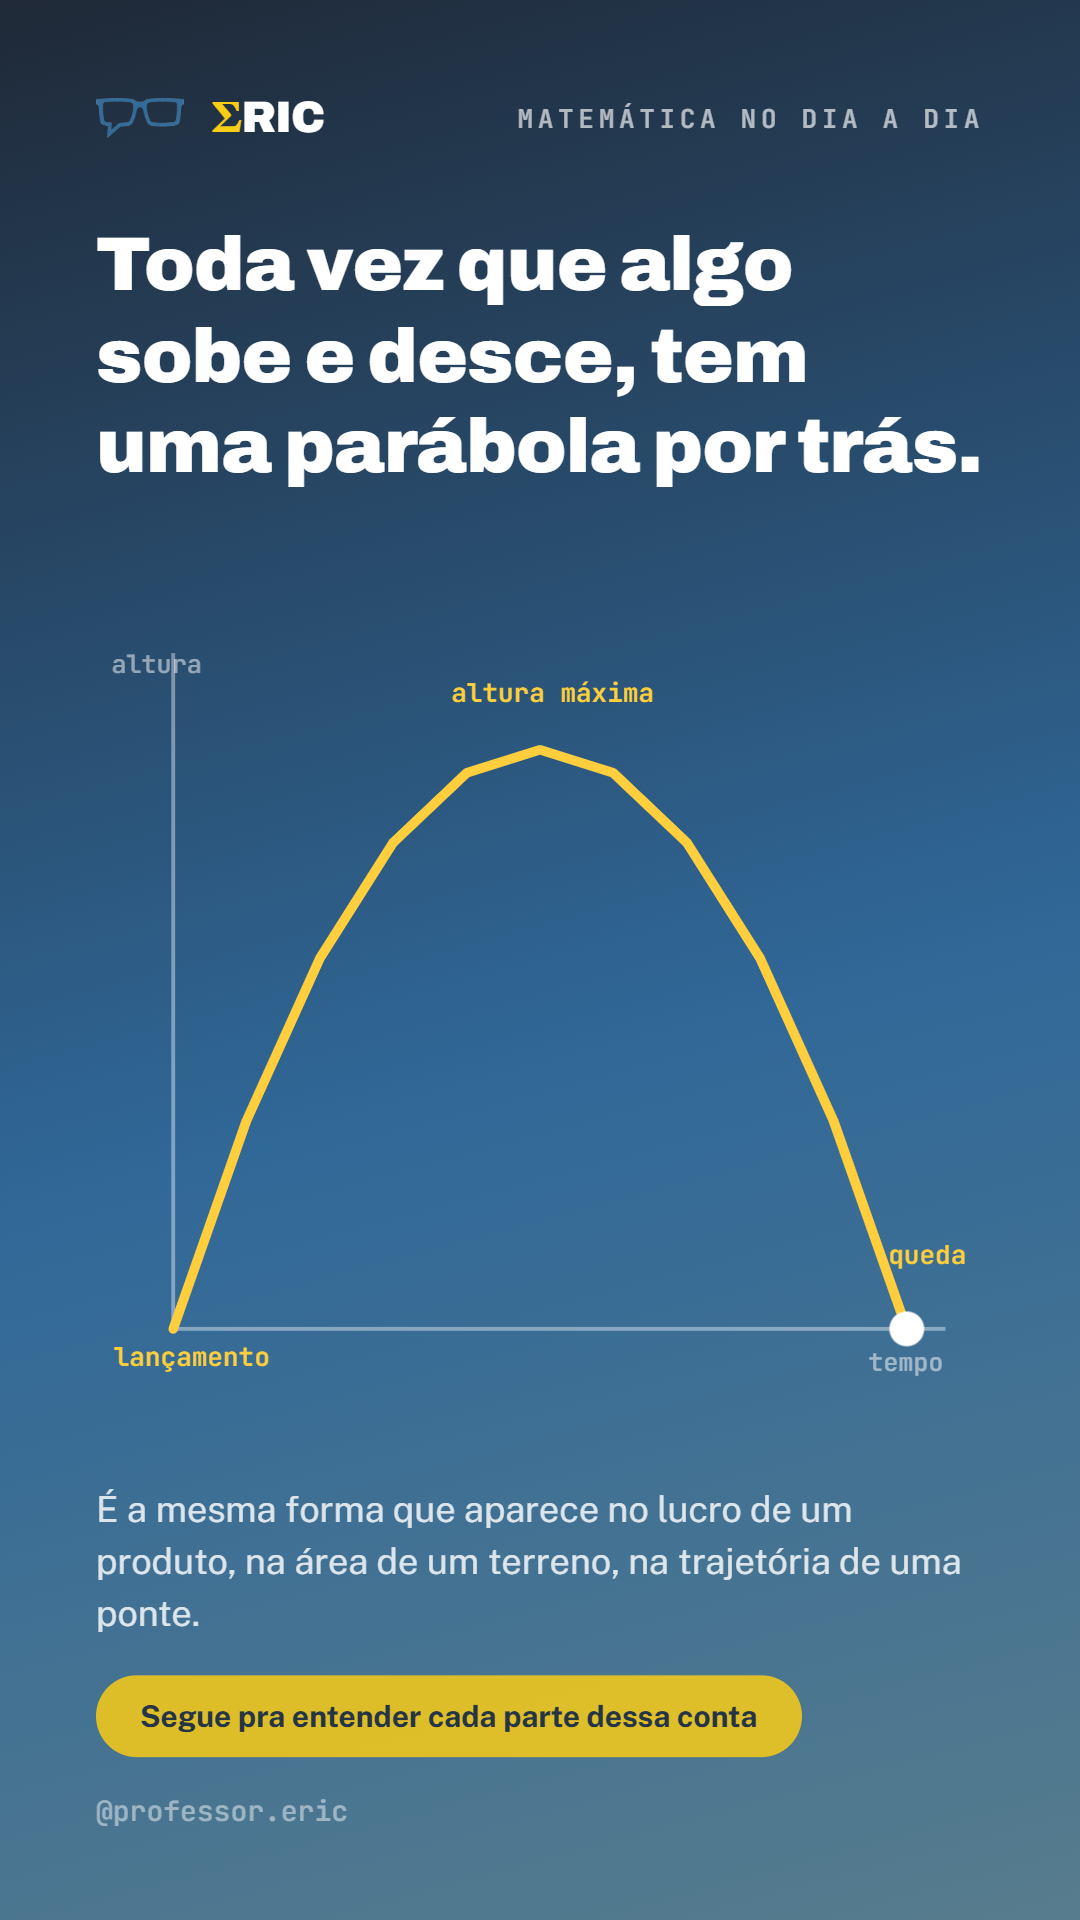 ΣRIC
MATEMÁTICA NO DIA A DIA
Toda vez que algo
sobe e desce, tem
uma parábola por trás.
altura
altura máxima
queda
lançamento
tempo
É a mesma forma que aparece no lucro de um
produto, na área de um terreno, na trajetória de uma
ponte.
Segue pra entender cada parte dessa conta
@professor.eric